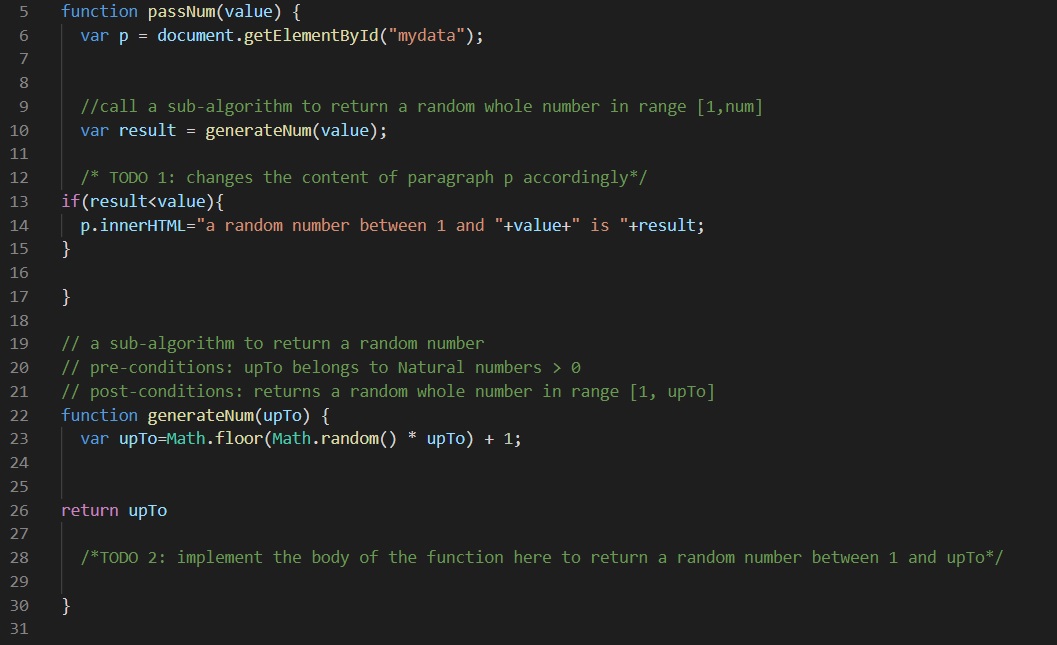 5 function passNum(value) {
6 var p = document.getElementById("mydata");
7
8
9 //call a sub-algorithm to return a random whole number in range [1,num]
10 var result = generateNum(value);
11
12 /* TODO 1: changes the content of paragraph p accordingly*/
13 if(result<value){
14 p.innerHTML="a random number between 1 and "+value+" is "+result;
15 }
16
17 }
18
19 // a sub-algorithm to return a random number
20 // pre-conditions: upTo belongs to Natural numbers > 0
21 // post-conditions: returns a random whole number in range [1, upTo]
22 function generateNum(upTo) {
23 var upTo=Math.floor(Math.random() * upTo) + 1;
24
25
26 return upTo
27
28 /*TODO 2: implement the body of the function here to return a random number between 1 and upTo*/
29
30 }
31